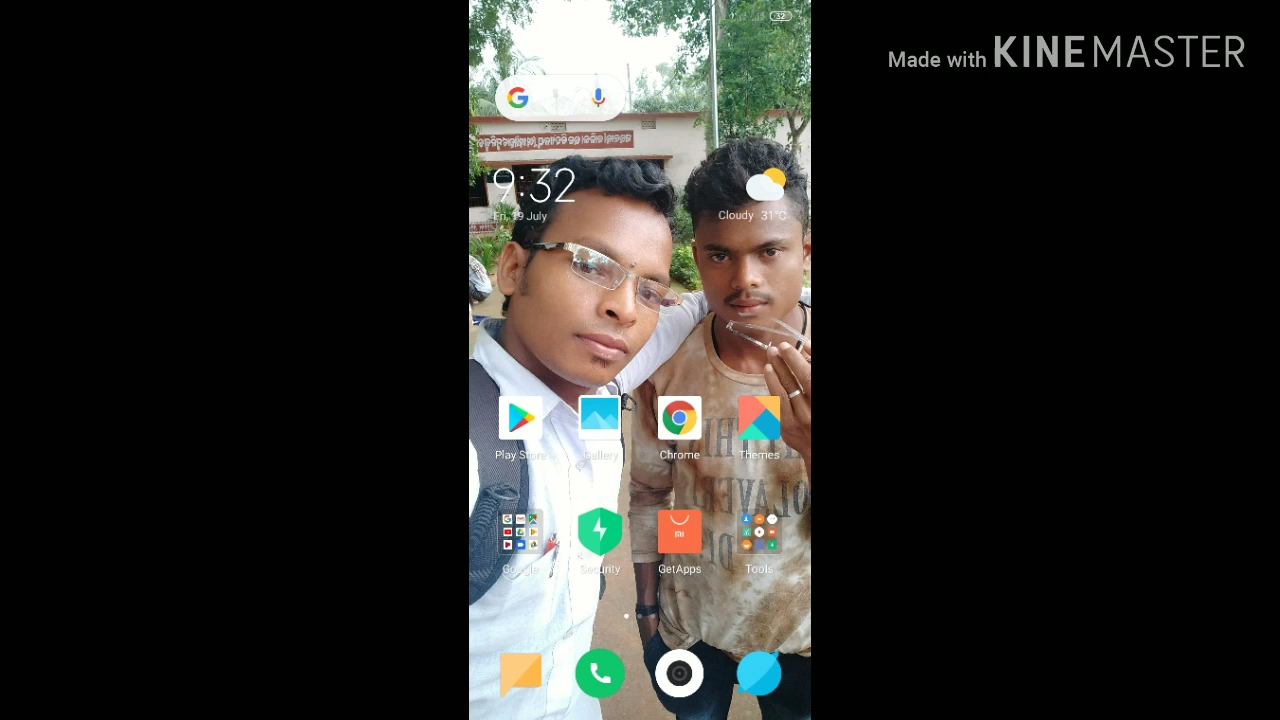 32
Made with KINEMASTER
9:32
Fri, 19 July
Cloudy 31°C
Play Store
Gallery
Chrome
Themes
Google
Security
GetApps
Tools